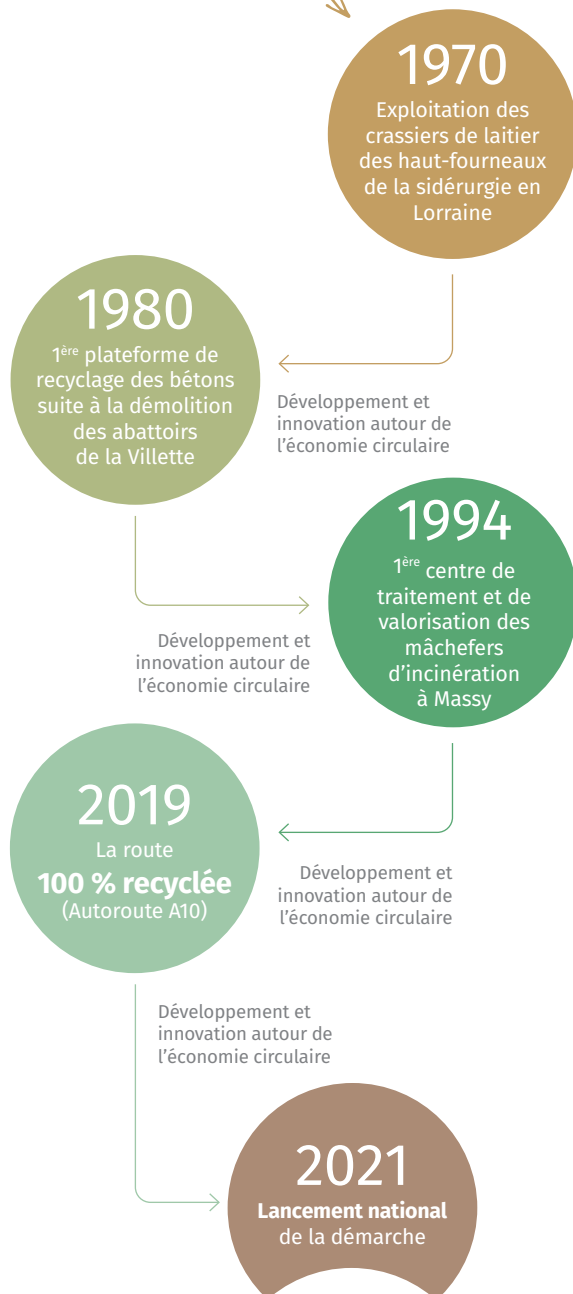 1970
Exploitation des
crassiers de laitier
des haut-fourneaux
de la sidérurgie en
Lorraine
1980
1ère plateforme de
recyclage des bétons
suite à la démolition
des abattoirs
de la Villette
Développement et
innovation autour de
l'économie circulaire
1994
1ère centre de
traitement et de
valorisation des
mâchefers
d'incinération
à Massy
Développement et
innovation autour de
l'économie circulaire
2019
La route
100 % recyclée
(Autoroute A10)
Développement et
innovation autour de
l'économie circulaire
Développement et
innovation autour de
l'économie circulaire
2021
Lancement national
de la démarche